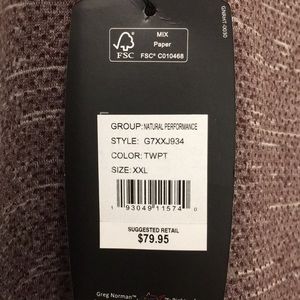 MIX
Paper
FSC
FSC® C010468
GROUP: NATURAL PERFORMANCE
STYLE: G7XXJ934
COLOR: TWPT
SIZE: XXL
1 93049 11574 0
SUGGESTED RETAIL
$79.95
Greg Norman™